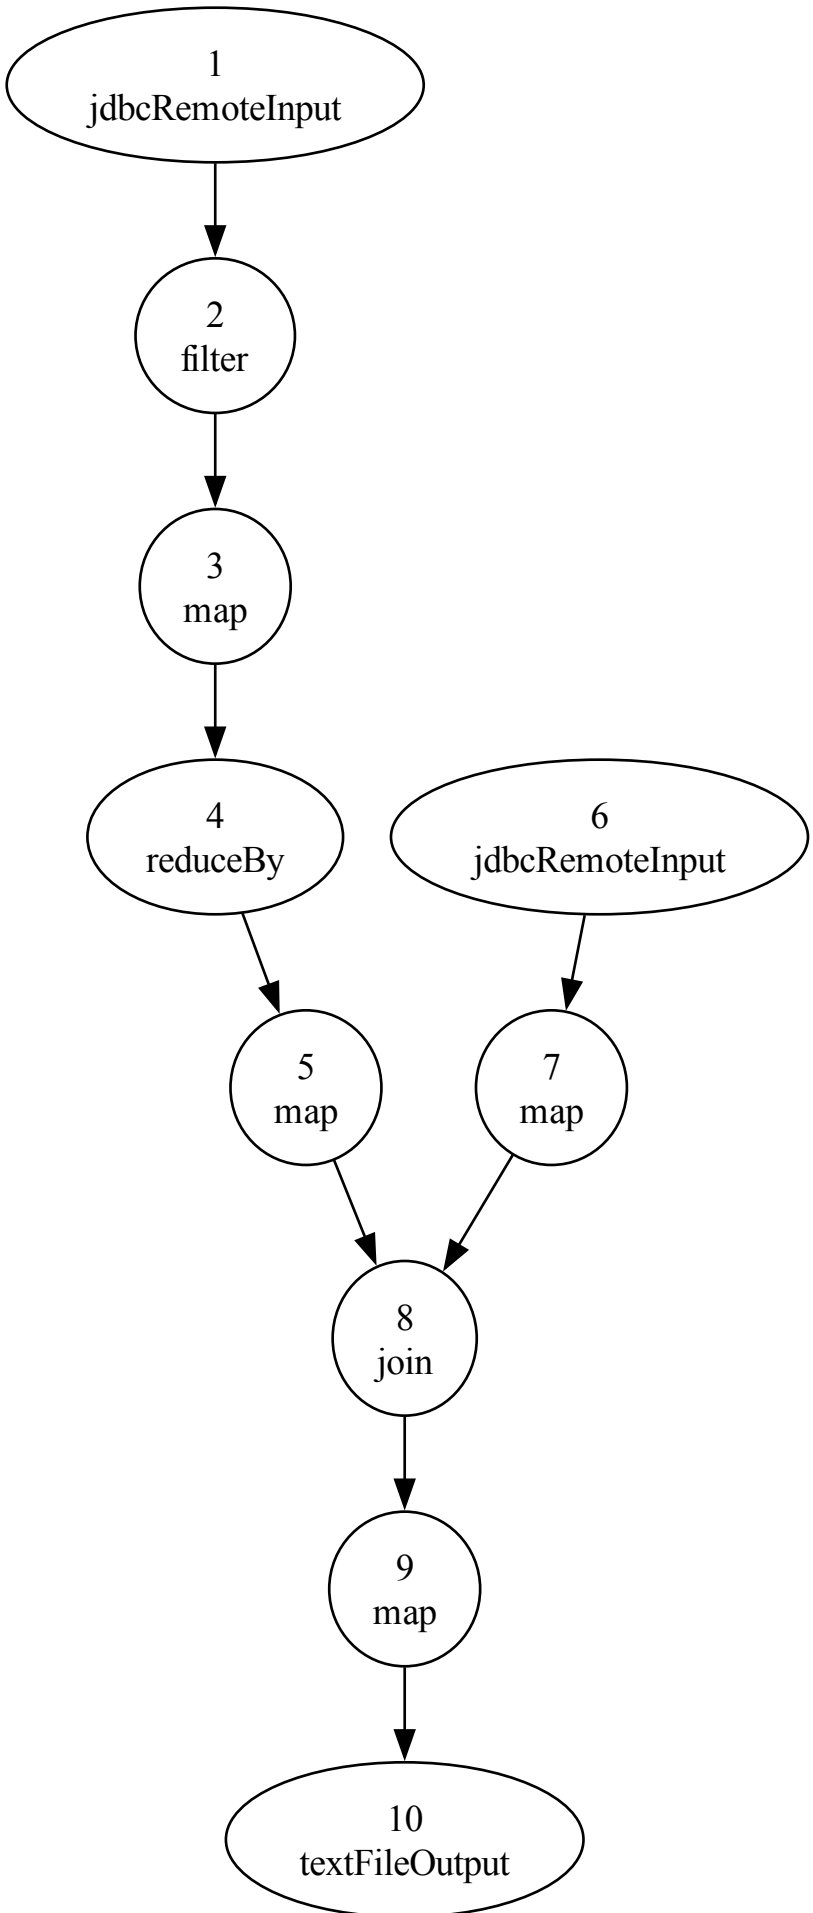 1
jdbcRemoteInput
2
filter
3
map
4
reduceBy
6
jdbcRemoteInput
5
map
7
map
8
join
9
map
10
textFileOutput